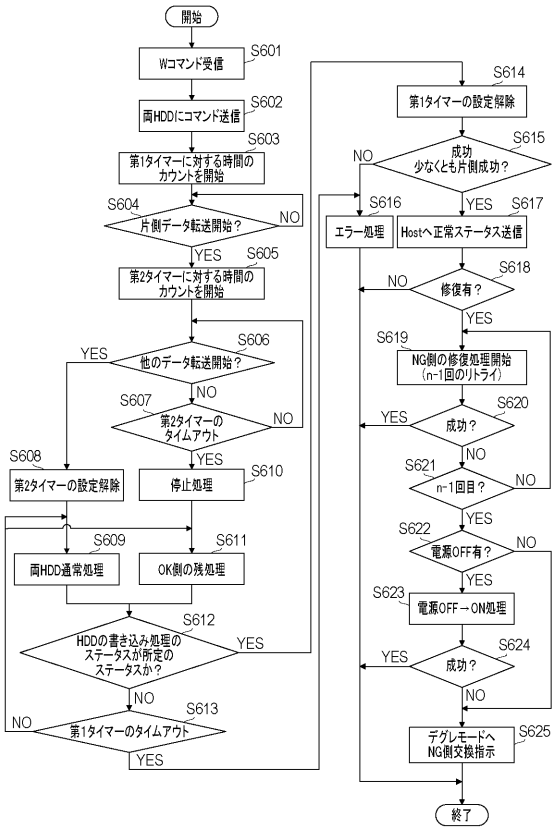 開始
S601
Wコマンド受信
S602
両HDDにコマンド送信
S603
第1タイマーに対する時間の
カウントを開始
S604
片側データ転送開始？
NO
YES
S605
第2タイマーに対する時間の
カウントを開始
S606
YES
他のデータ転送開始？
NO
S607
第2タイマーの
タイムアウト
NO
YES
S608
第2タイマーの設定解除
S610
停止処理
S609
両HDD通常処理
S611
OK側の残処理
S612
HDDの書き込み処理の
ステータスが所定の
ステータスか？
YES
NO
S613
NO
第1タイマーのタイムアウト
YES
S614
第1タイマーの設定解除
S615
NO
成功
少なくとも片側成功？
YES
S616
エラー処理
S617
Hostへ正常ステータス送信
S618
NO
修復有？
YES
S619
NG側の修復処理開始
（n-1回のリトライ）
S620
YES
成功？
NO
S621
n-1回目？
NO
YES
S622
電源OFF有？
NO
YES
S623
電源OFF→ON処理
S624
YES
成功？
NO
S625
デグレモードへ
NG側交換指示
終了